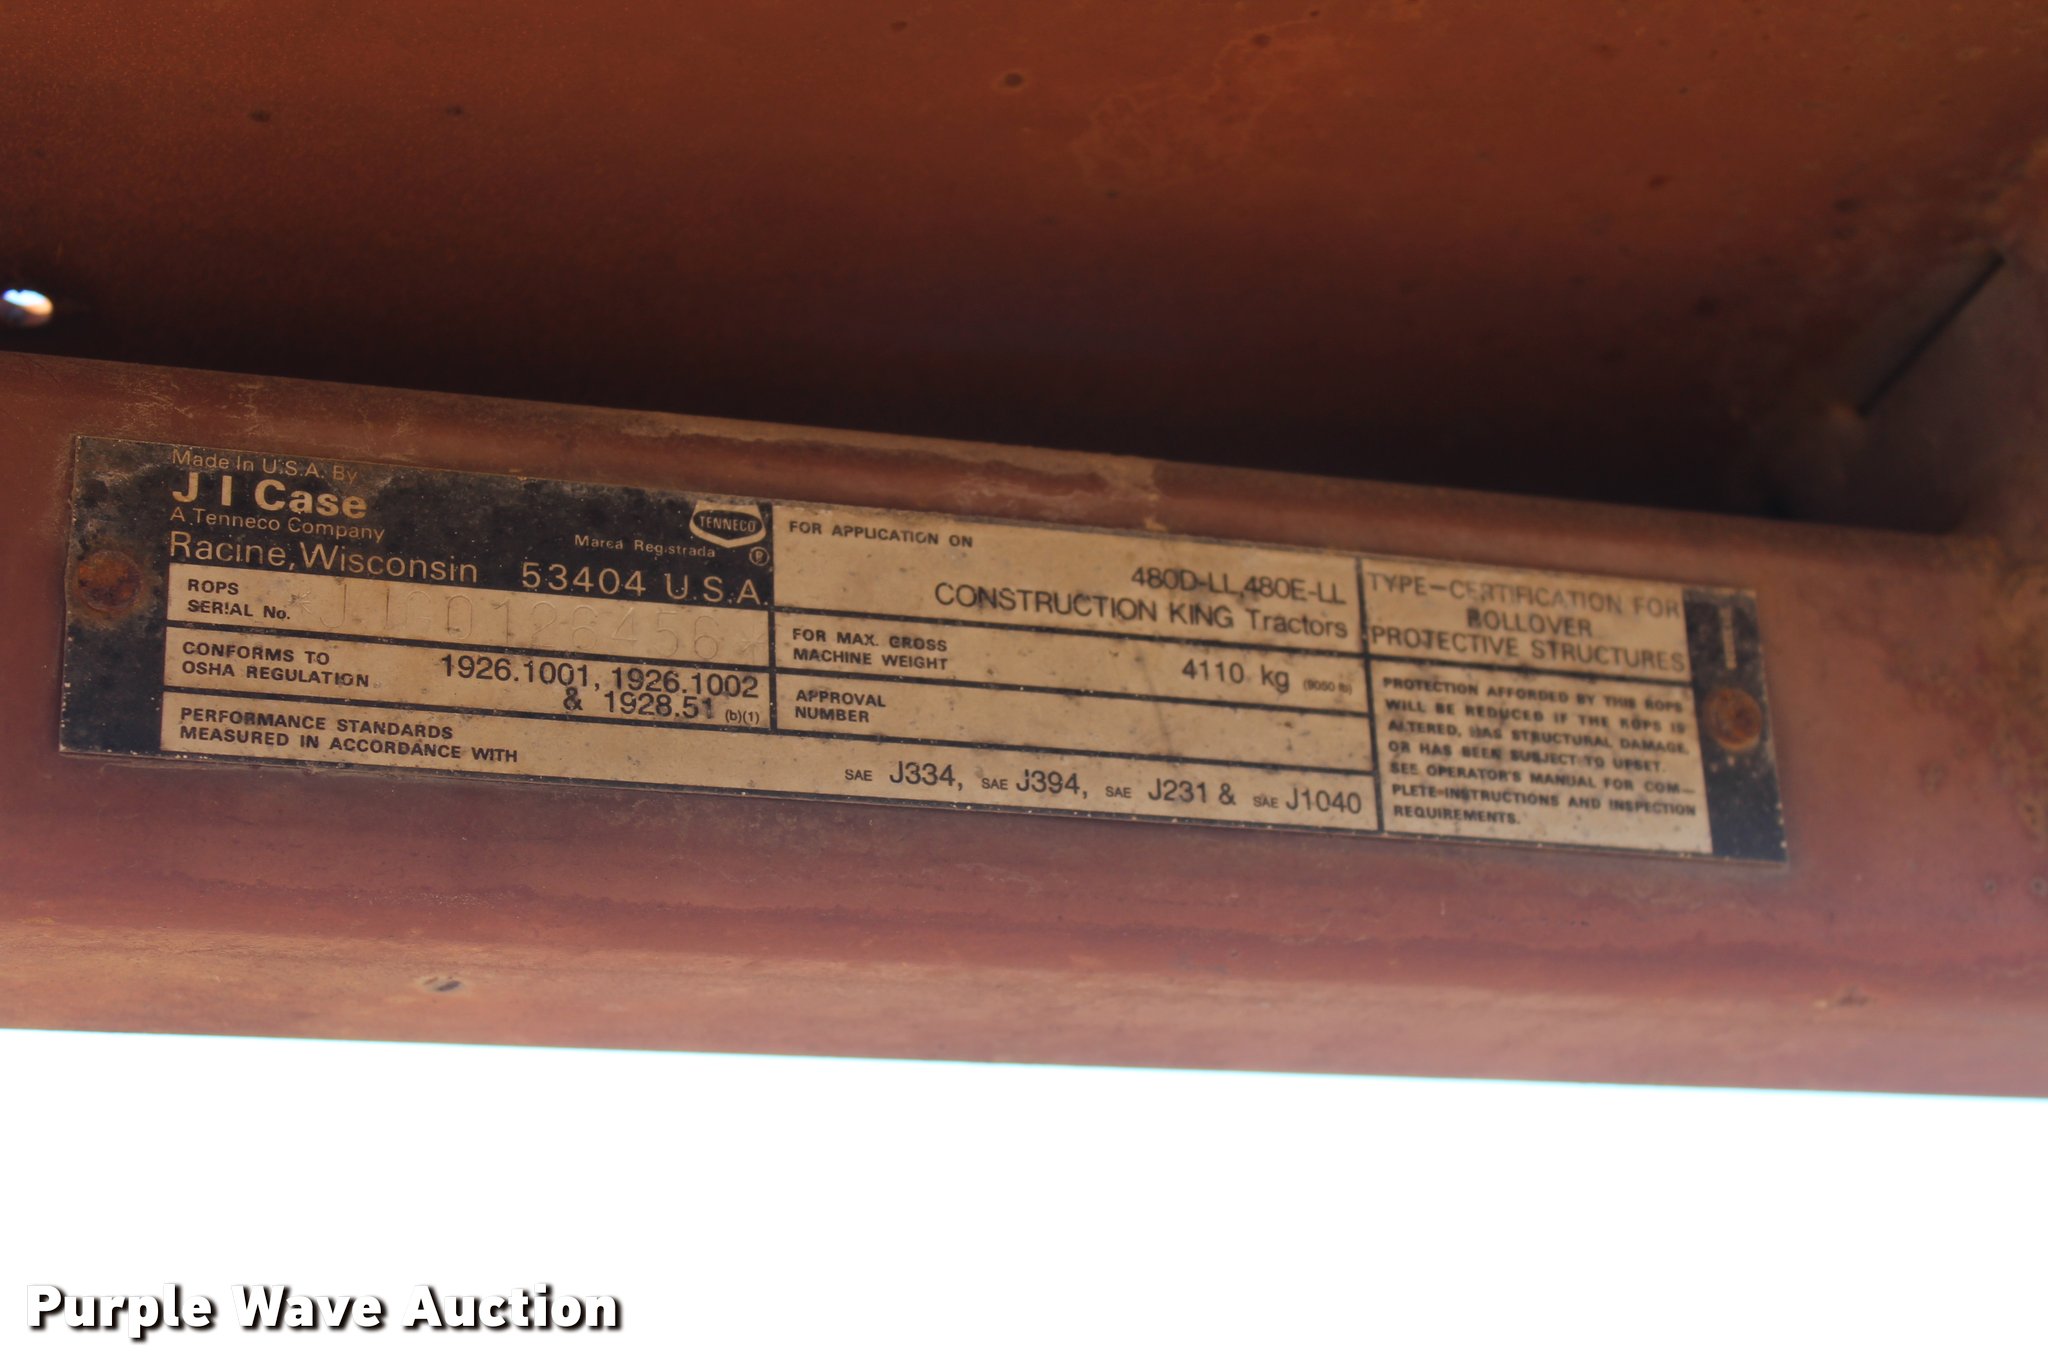 Made In U.S.A. By
J I Case
A Tenneco Company
Racine, Wisconsin 53404 U.S.A.
TENNECO
Marca Registrada ®
ROPS
SERIAL No.
CONFORMS TO
OSHA REGULATION
1926.1001, 1926.1002
& 1928.51 (b)(1)
PERFORMANCE STANDARDS
MEASURED IN ACCORDANCE WITH
SAE J334, SAE J394, SAE J231 & SAE J1040
FOR APPLICATION ON
480D-LL, 480E-LL
CONSTRUCTION KING Tractors
FOR MAX. GROSS
MACHINE WEIGHT
4110 kg (9050 lb)
APPROVAL
NUMBER
TYPE-CERTIFICATION FOR
ROLLOVER
PROTECTIVE STRUCTURES
PROTECTION AFFORDED BY THIS ROPS
WILL BE REDUCED IF THE ROPS IS
ALTERED, HAS STRUCTURAL DAMAGE,
OR HAS BEEN SUBJECT TO UPSET.
SEE OPERATOR'S MANUAL FOR COM-
PLETE INSTRUCTIONS AND INSPECTION
REQUIREMENTS.
Purple Wave Auction